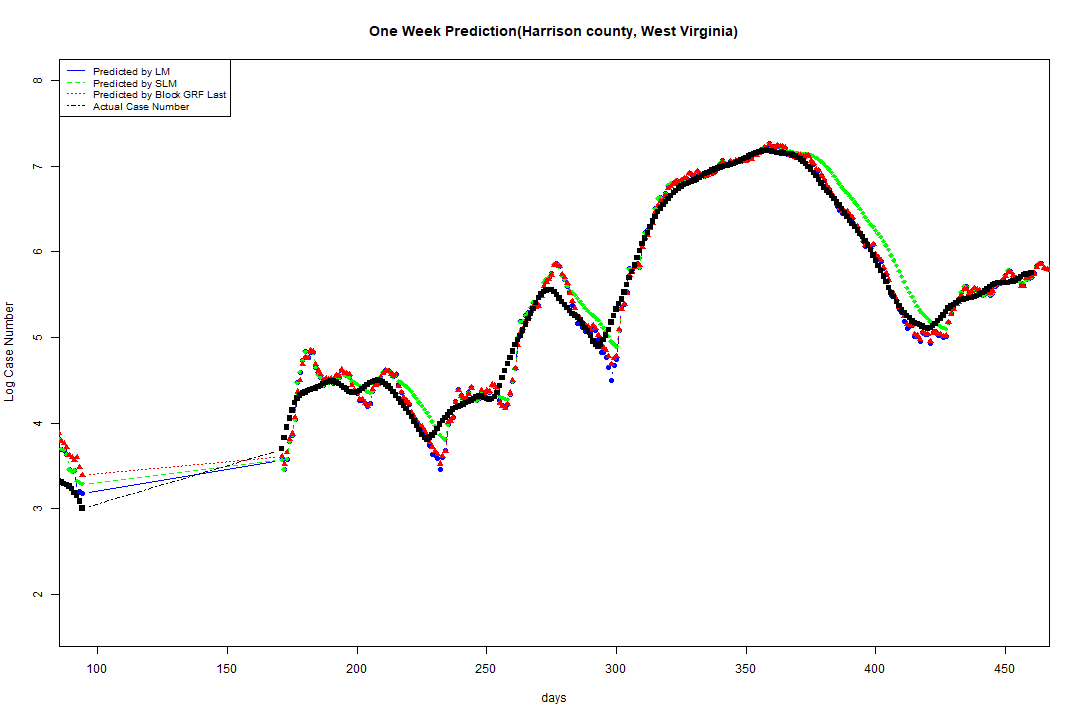 One Week Prediction(Harrison county, West Virginia)
Predicted by LM
Predicted by SLM
Predicted by Block GRF Last
Actual Case Number
8
7
6
5
4
3
2
Log Case Number
100 150 200 250 300 350 400 450
days